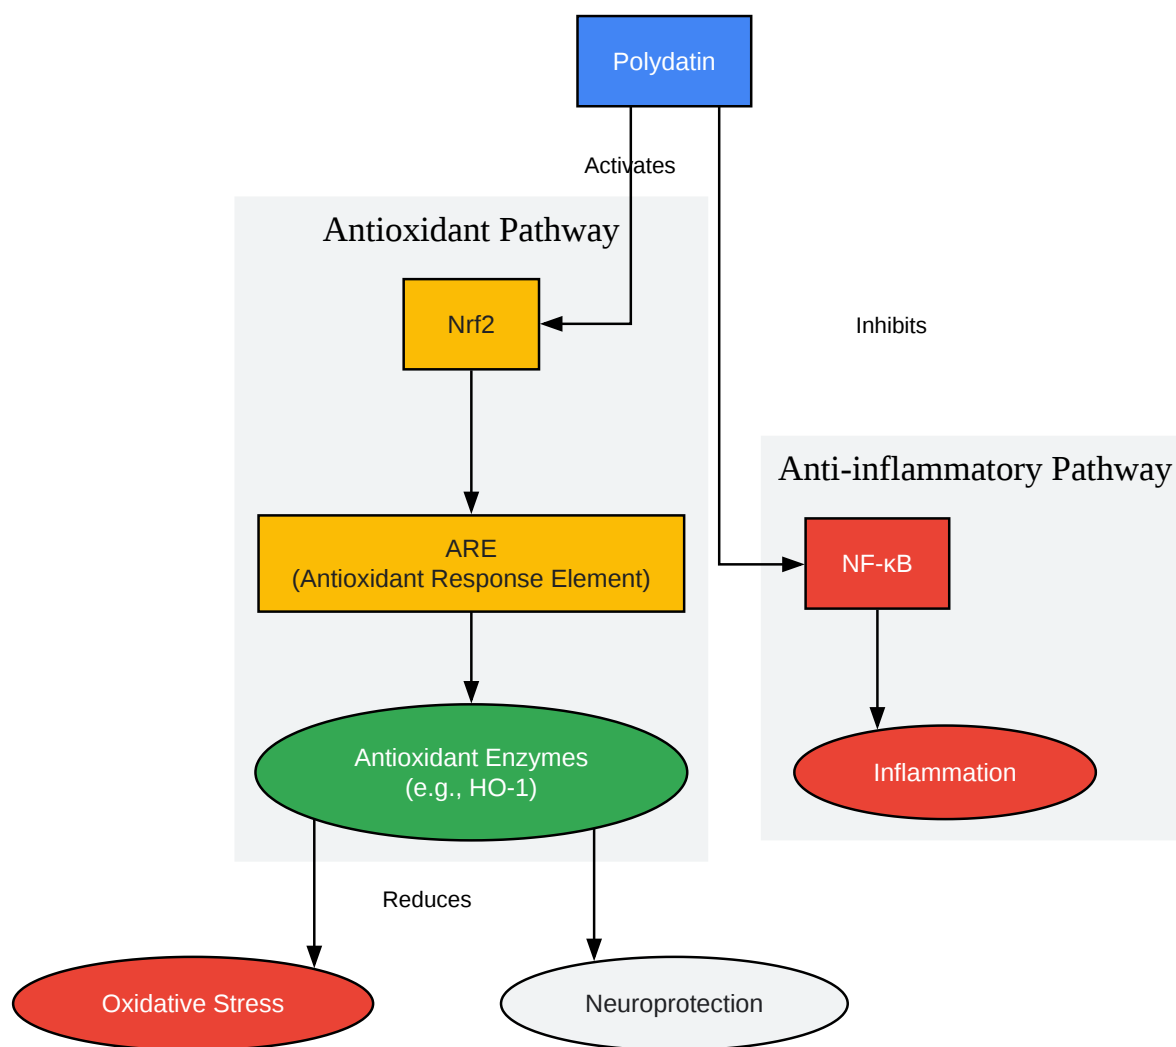 Polydatin
Activates
Antioxidant Pathway
Nrf2
Inhibits
Anti-inflammatory Pathway
ARE
(Antioxidant Response Element)
NF-κB
Antioxidant Enzymes
(e.g., HO-1)
Inflammation
Reduces
Oxidative Stress
Neuroprotection